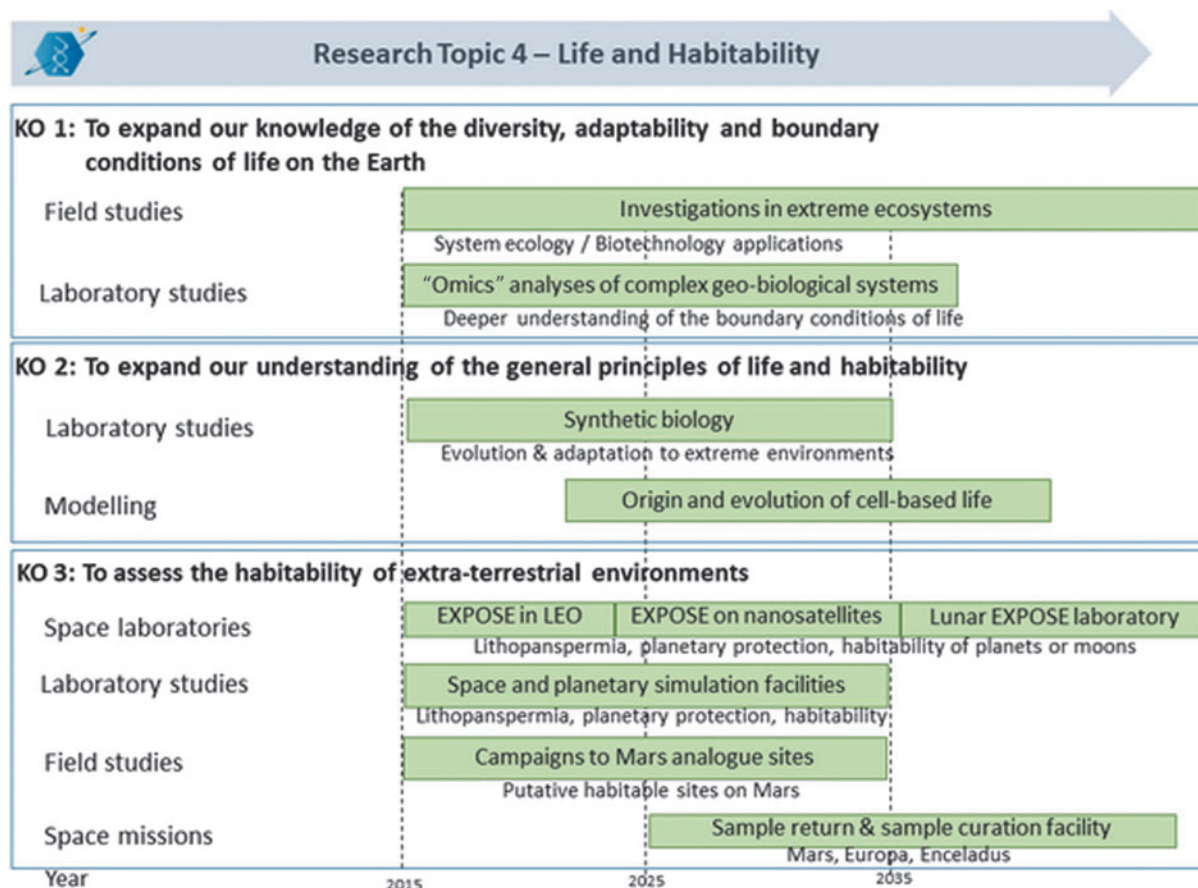 Research Topic 4 – Life and Habitability
KO 1: To expand our knowledge of the diversity, adaptability and boundary
conditions of life on the Earth
Field studies
Investigations in extreme ecosystems
System ecology / Biotechnology applications
Laboratory studies
“Omics” analyses of complex geo-biological systems
Deeper understanding of the boundary conditions of life
KO 2: To expand our understanding of the general principles of life and habitability
Laboratory studies
Synthetic biology
Evolution & adaptation to extreme environments
Modelling
Origin and evolution of cell-based life
KO 3: To assess the habitability of extra-terrestrial environments
Space laboratories
EXPOSE in LEO
EXPOSE on nanosatellites
Lunar EXPOSE laboratory
Lithopanspermia, planetary protection, habitability of planets or moons
Laboratory studies
Space and planetary simulation facilities
Lithopanspermia, planetary protection, habitability
Field studies
Campaigns to Mars analogue sites
Putative habitable sites on Mars
Space missions
Sample return & sample curation facility
Mars, Europa, Enceladus
Year
2015
2025
2035